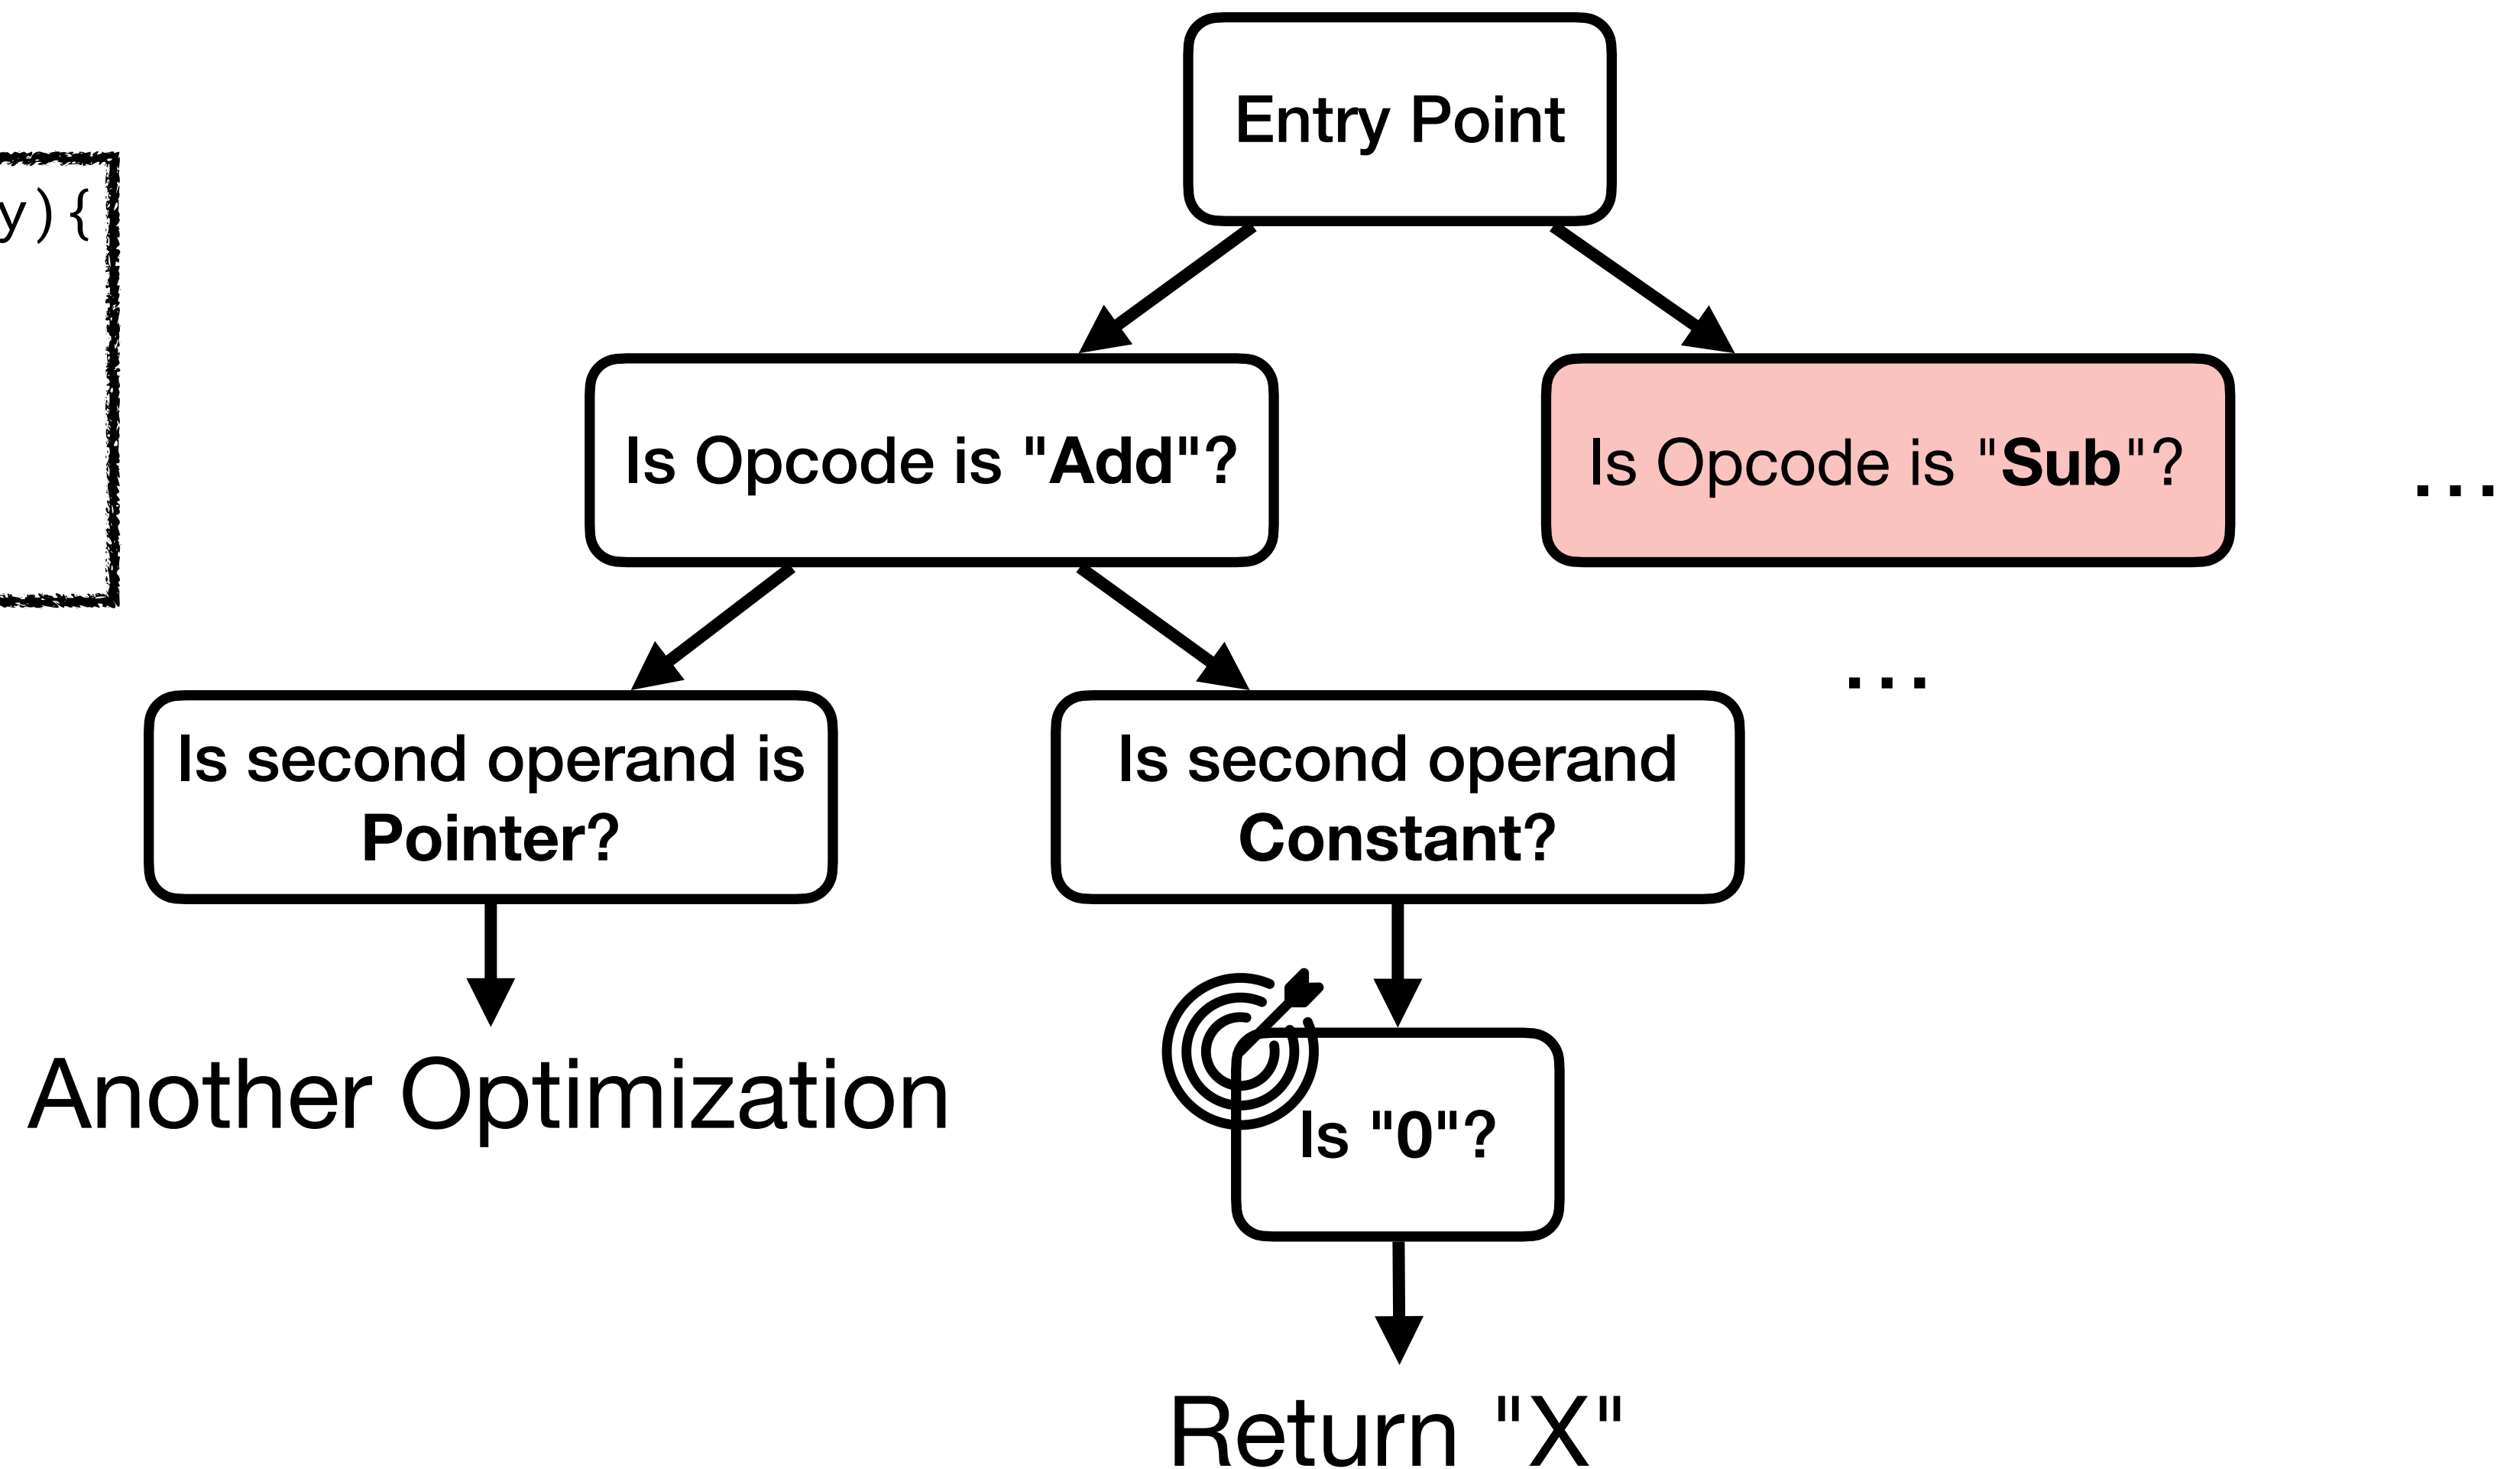 Entry Point
y){
Is Opcode is "Add"?
Is Opcode is "Sub"?
...
...
Is second operand is
Pointer?
Is second operand
Constant?
Another Optimization
Is "0"?
Return "X"